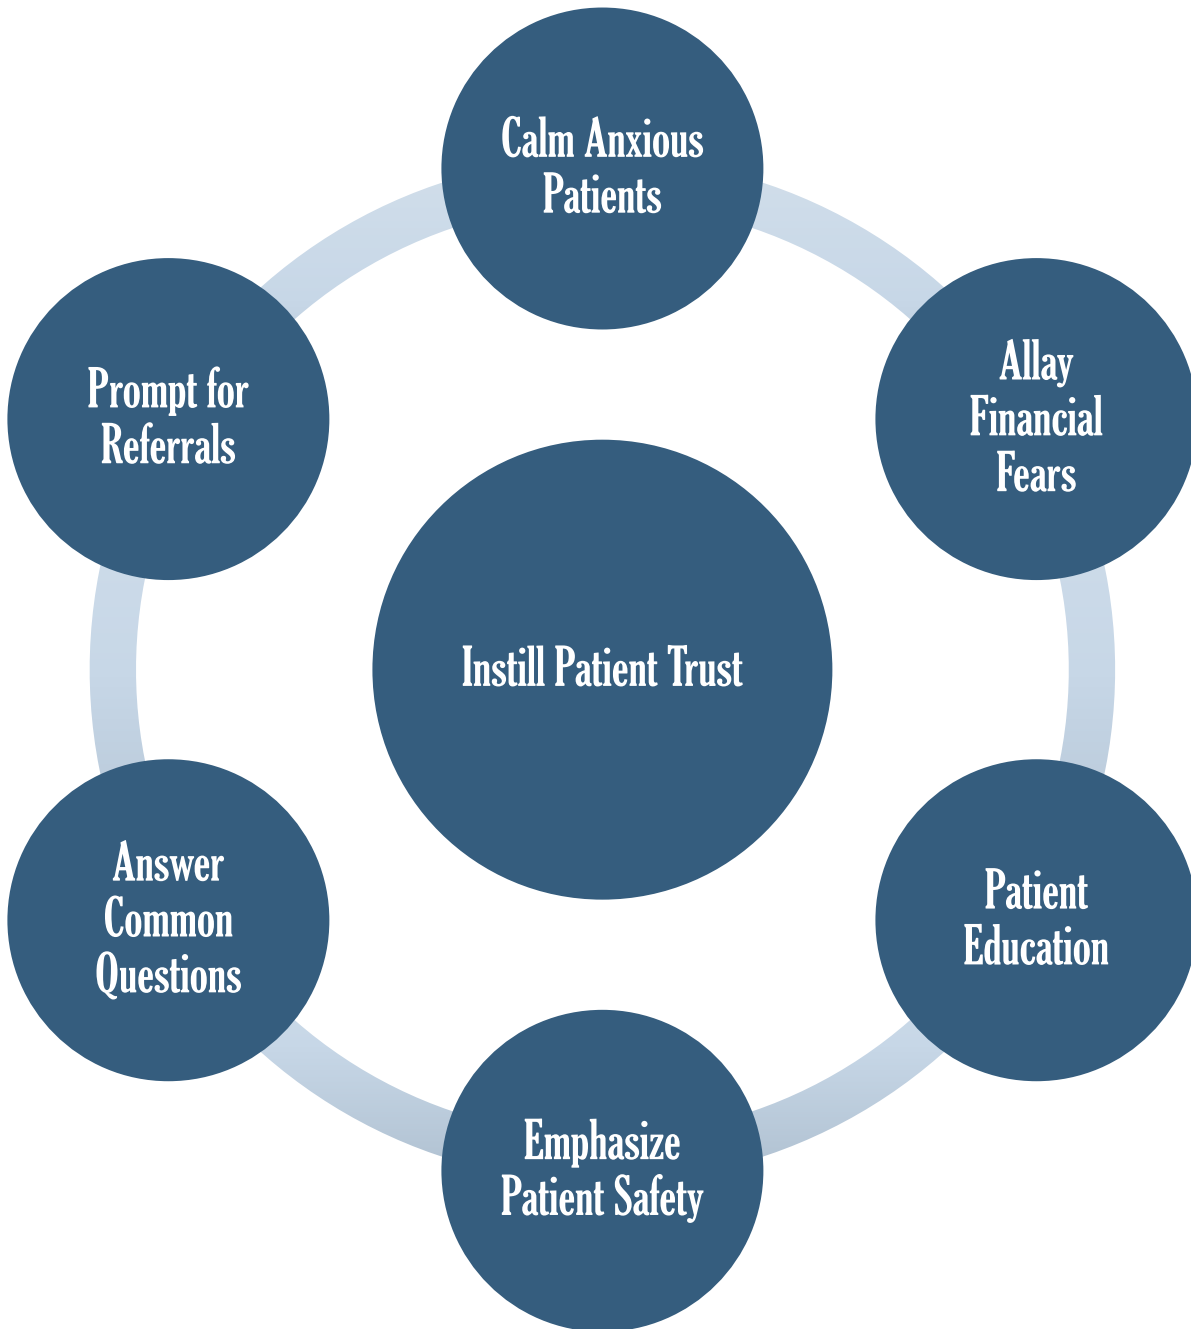 Calm Anxious
Patients
Allay
Financial
Fears
Patient
Education
Emphasize
Patient Safety
Answer
Common
Questions
Prompt for
Referrals
Instill Patient Trust